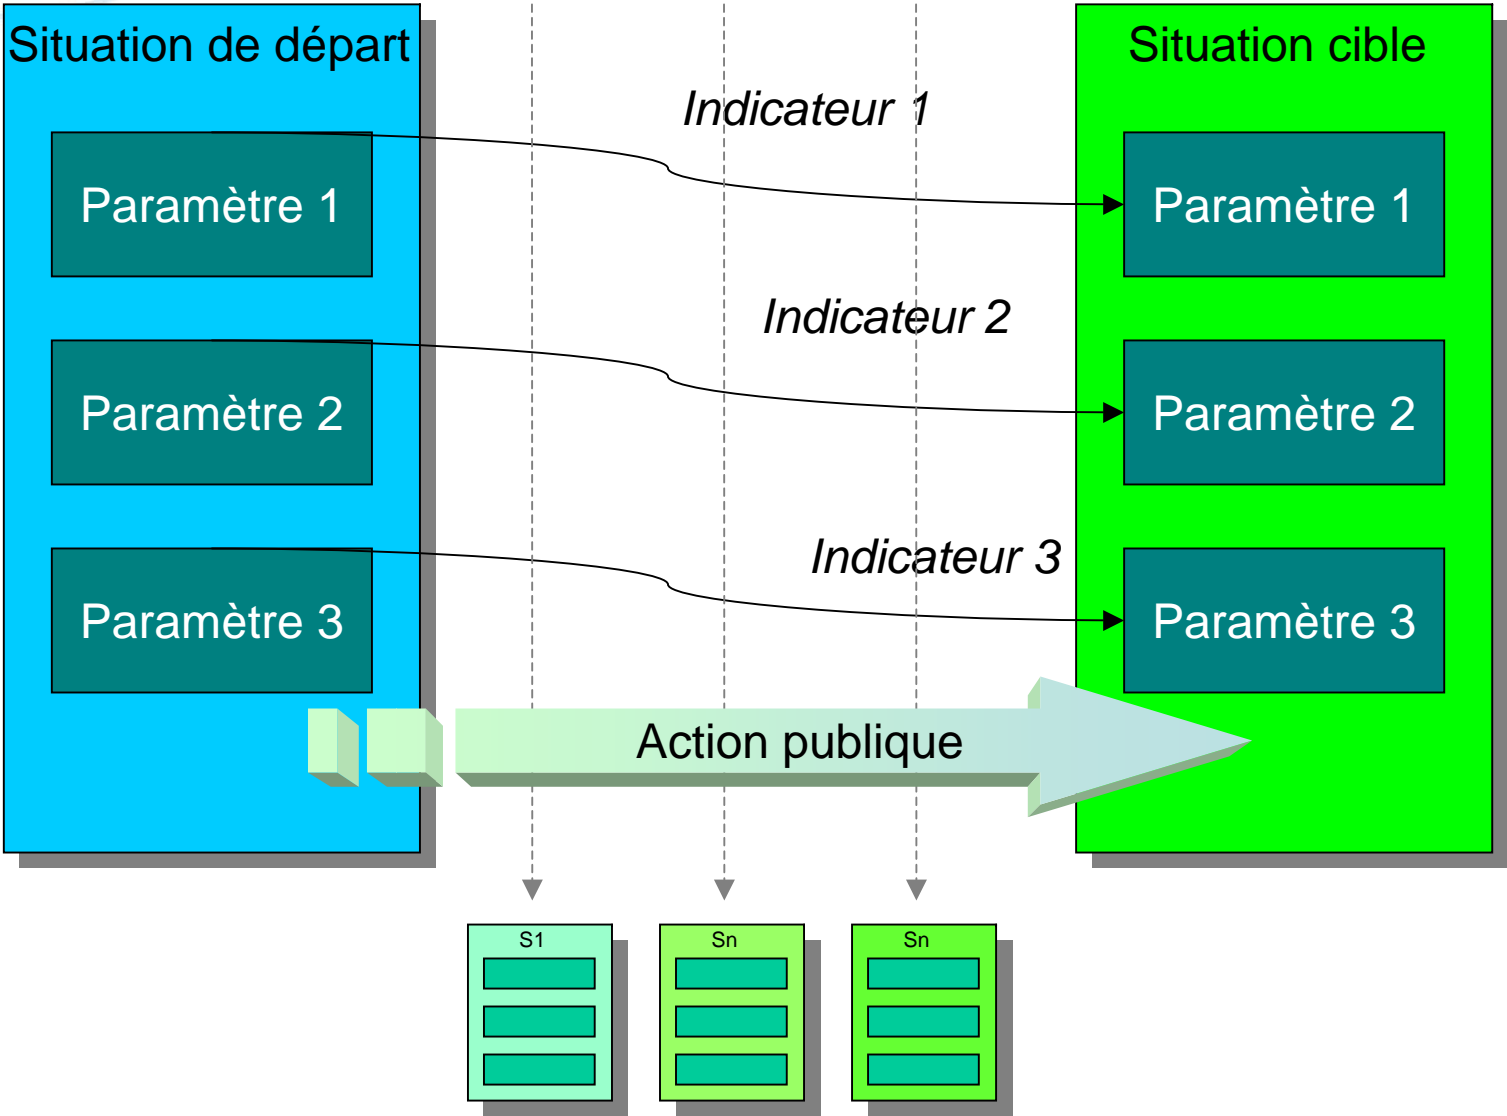 Situation de départ
Situation cible
Indicateur 1
Paramètre 1
Paramètre 1
Indicateur 2
Paramètre 2
Paramètre 2
Indicateur 3
Paramètre 3
Paramètre 3
Action publique
S1
Sn
Sn